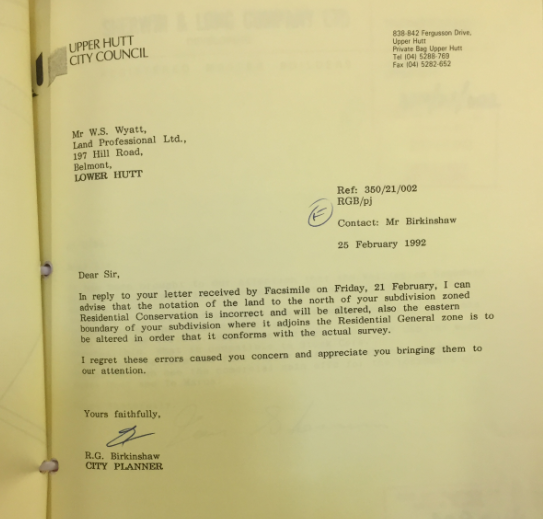 UPPER HUTT
CITY COUNCIL
838-842 Fergusson Drive,
Upper Hutt
Private Bag Upper Hutt
Tel (04) 5288-769
Fax (04) 5282-652
Mr W.S. Wyatt,
Land Professional Ltd.,
197 Hill Road,
Belmont,
LOWER HUTT
Ref: 350/21/002
RGB/pj
Contact: Mr Birkinshaw
25 February 1992
Dear Sir,
In reply to your letter received by Facsimile on Friday, 21 February, I can
advise that the notation of the land to the north of your subdivision zoned
Residential Conservation is incorrect and will be altered, also the eastern
boundary of your subdivision where it adjoins the Residential General zone is to
be altered in order that it conforms with the actual survey.
I regret these errors caused you concern and appreciate you bringing them to
our attention.
Yours faithfully,
R.G. Birkinshaw
CITY PLANNER